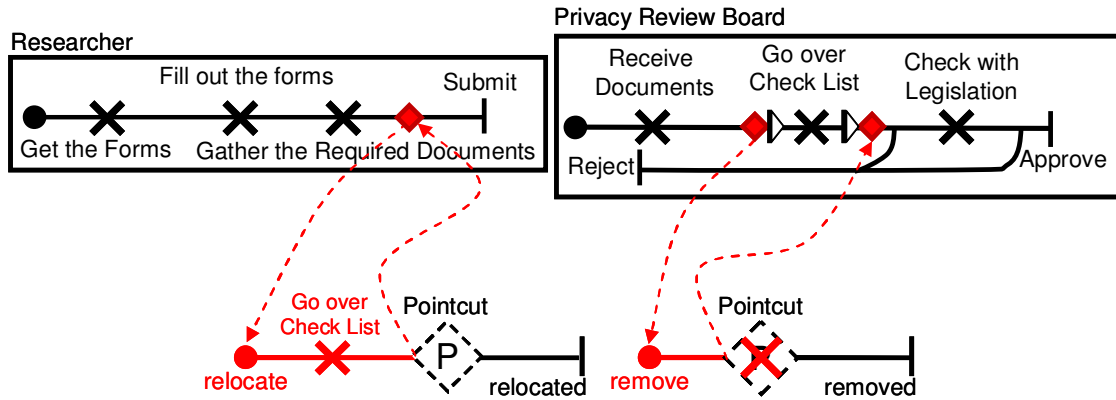 Researcher
Fill out the forms
Submit
Get the Forms
Gather the Required Documents
Privacy Review Board
Receive
Documents
Go over
Check List
Check with
Legislation
Reject
Approve
Go over
Check List
Pointcut
P
relocate
relocated
Pointcut
remove
removed